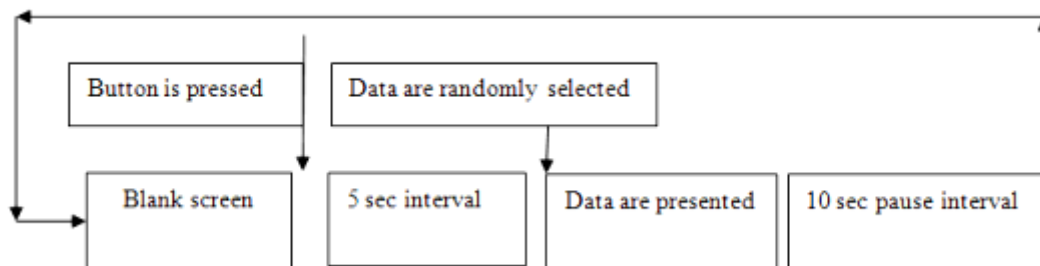 Button is pressed
Data are randomly selected
Blank screen
5 sec interval
Data are presented
10 sec pause interval